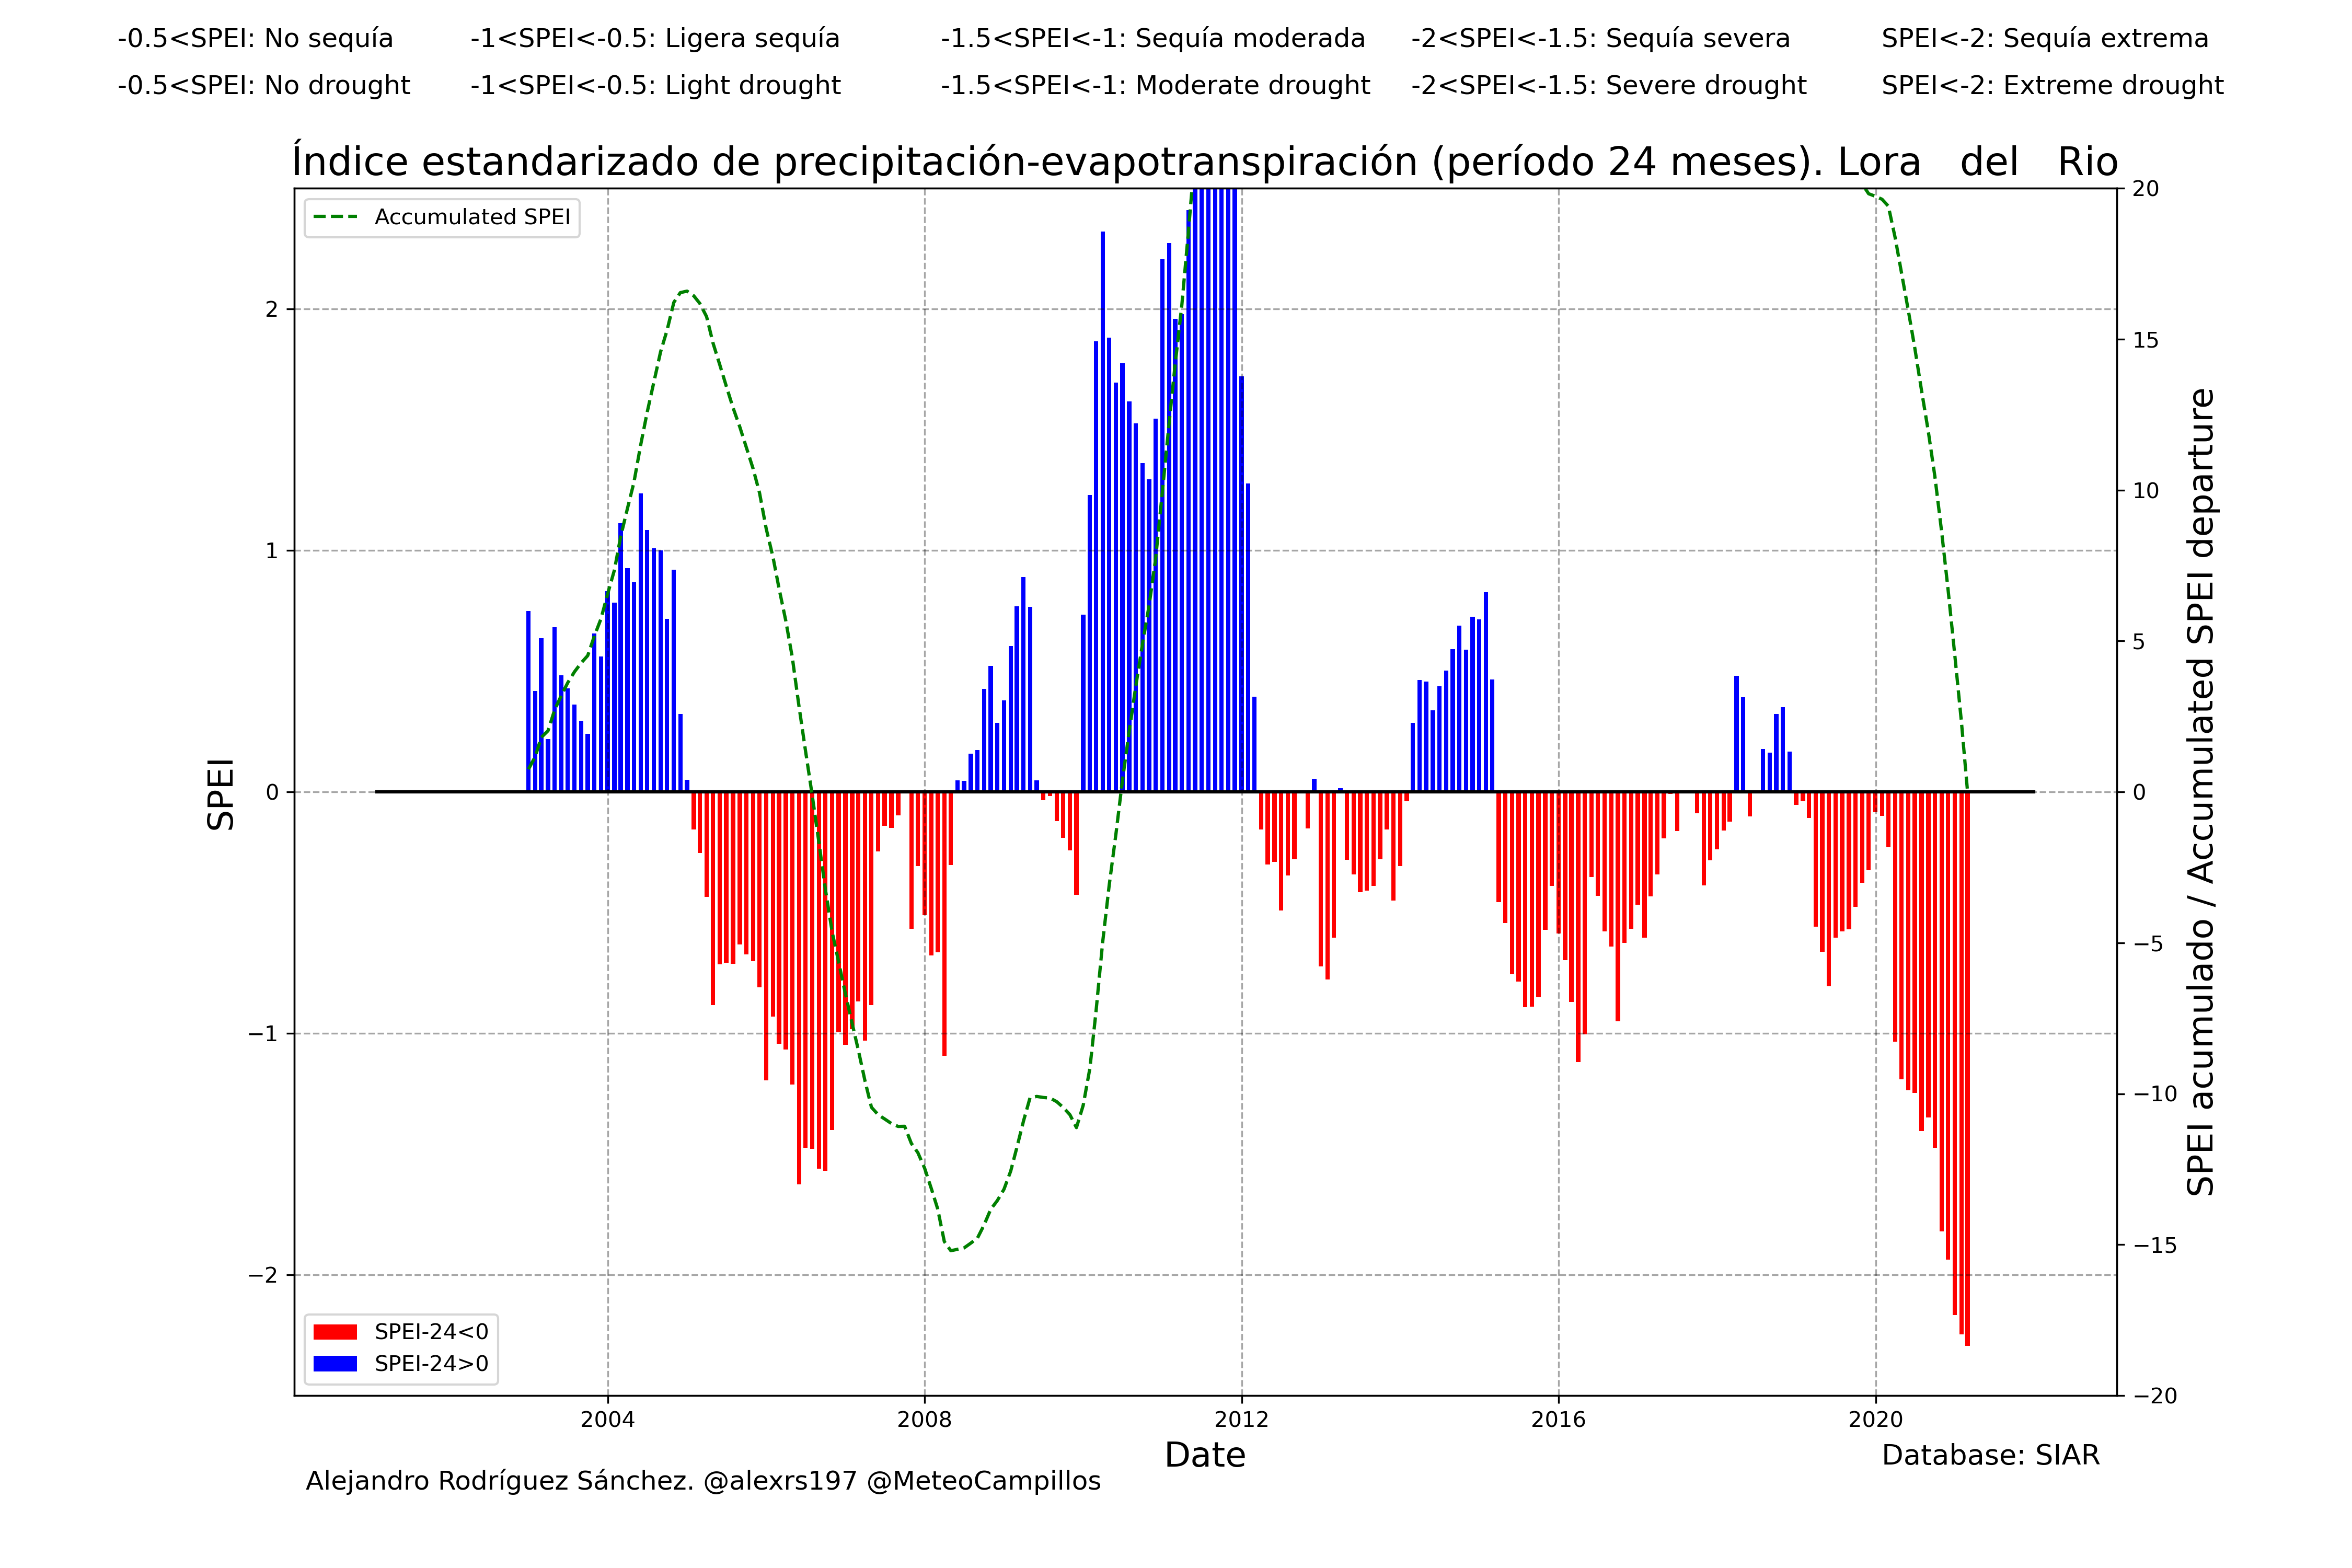 -0.5<SPEI: No sequía -1<SPEI<-0.5: Ligera sequía -1.5<SPEI<-1: Sequía moderada -2<SPEI<-1.5: Sequía severa SPEI<-2: Sequía extrema
-0.5<SPEI: No drought -1<SPEI<-0.5: Light drought -1.5<SPEI<-1: Moderate drought -2<SPEI<-1.5: Severe drought SPEI<-2: Extreme drought
Índice estandarizado de precipitación-evapotranspiración (período 24 meses). Lora del Rio
Accumulated SPEI
2
1
0
−1
−2
SPEI
20
15
10
5
0
−5
−10
−15
−20
SPEI acumulado / Accumulated SPEI departure
SPEI-24<0
SPEI-24>0
2004 2008 2012 2016 2020
Date
Database: SIAR
Alejandro Rodríguez Sánchez. @alexrs197 @MeteoCampillos